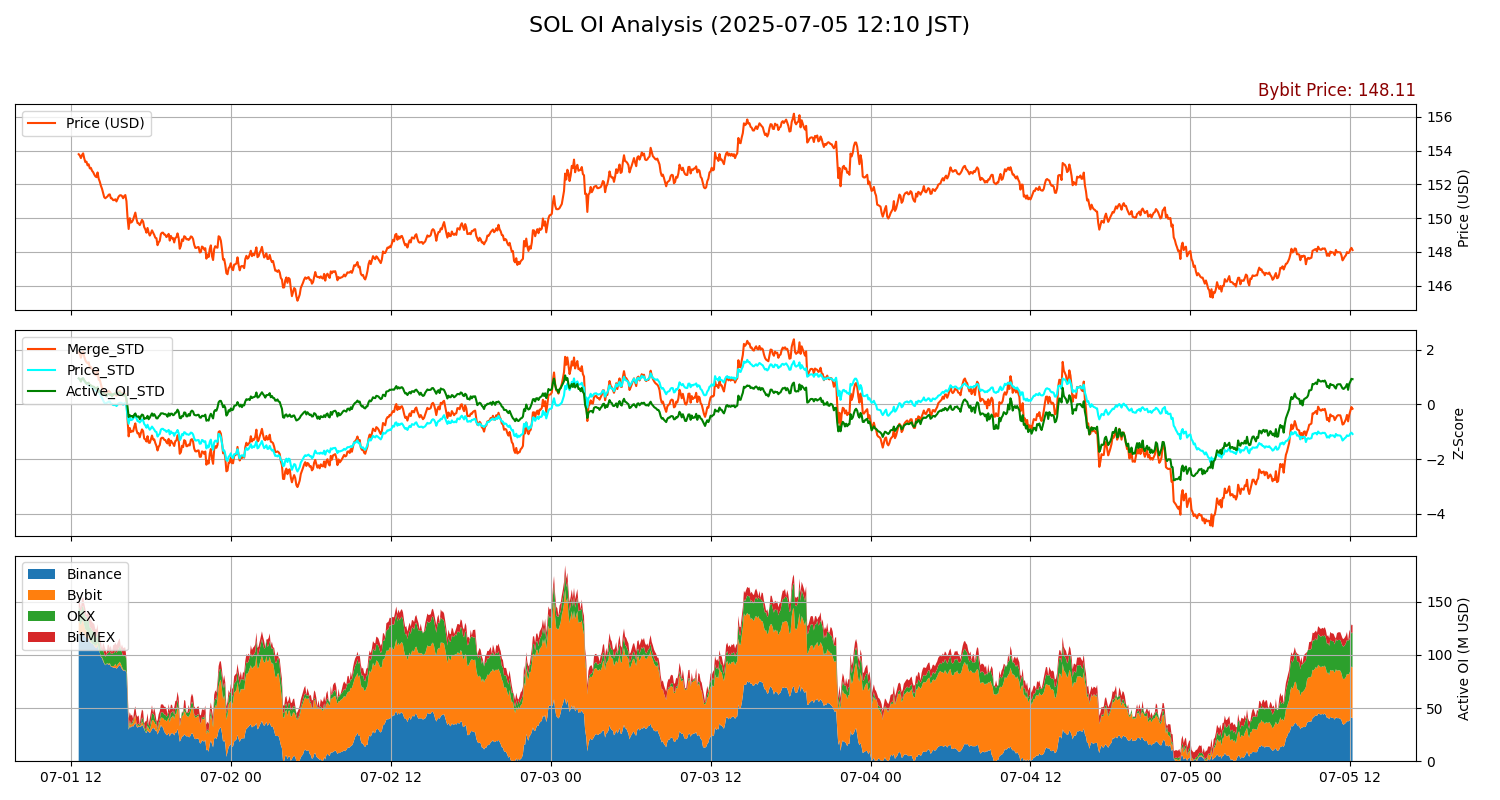 SOL OI Analysis (2025-07-05 12:10 JST)
Bybit Price: 148.11
Price (USD)
156
154
152
150
148
146
Price (USD)
Merge_STD
Price_STD
Active_OI_STD
2
0
−2
−4
Z-Score
Binance
Bybit
OKX
BitMEX
150
100
50
0
Active OI (M USD)
07-01 12
07-02 00
07-02 12
07-03 00
07-03 12
07-04 00
07-04 12
07-05 00
07-05 12